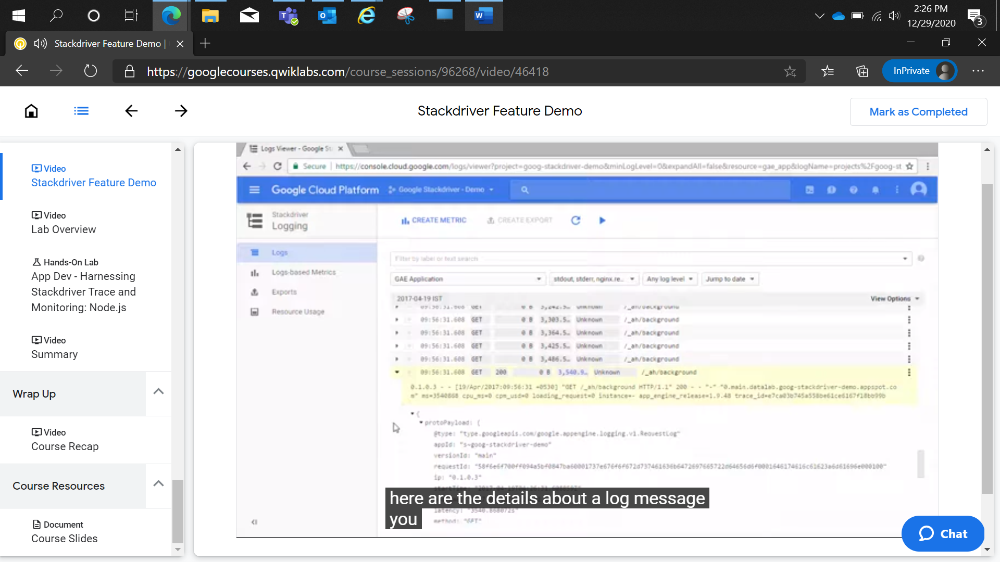 2:26 PM
12/29/2020
3
Stackdriver Feature Demo |
https://googlecourses.qwiklabs.com/course_sessions/96268/video/46418
InPrivate
Stackdriver Feature Demo
Mark as Completed
Video
Stackdriver Feature Demo
Video
Lab Overview
Hands-On Lab
App Dev - Harnessing
Stackdriver Trace and
Monitoring: Node.js
Video
Summary
Wrap Up
Video
Course Recap
Course Resources
Document
Course Slides
Logs Viewer - Google St
Secure | https://console.cloud.google.com/logs/viewer?project=goog-stackdriver-demo&minLogLevel=0&expandAll=false&resource=gae_app&logName=projects%2Fgoog-st
Google Cloud Platform
Google Stackdriver - Demo
Stackdriver
Logging
CREATE METRIC
CREATE EXPORT
Logs
Logs-based Metrics
Exports
Resource Usage
Filter by label or text search
GAE Application
stdout, stderr, nginx.re...
Any log level
Jump to date
2017-04-19 IST
View Options
09:56:31.608 GET 0 B 3,242.5… Unknown /_ah/background
09:56:31.608 GET 0 B 3,303.5… Unknown /_ah/background
09:56:31.608 GET 0 B 3,364.5… Unknown /_ah/background
09:56:31.608 GET 0 B 3,425.5… Unknown /_ah/background
09:56:31.608 GET 0 B 3,486.5… Unknown /_ah/background
09:56:31.608 GET 200 0 B 3,540.9… Unknown /_ah/background
0.1.0.3 - - [19/Apr/2017:09:56:31 +0530] "GET /_ah/background HTTP/1.1" 200 - - "-" "0.main.datalab.goog-stackdriver-demo.appspot.co
m" ms=3540868 cpu_ms=0 cpm_usd=0 loading_request=0 instance=- app_engine_release=1.9.48 trace_id=e7ca03b745a558be61ce6167f18bb99b
{
protoPayload: {
@type: "type.googleapis.com/google.appengine.logging.v1.RequestLog"
appId: "s~goog-stackdriver-demo"
versionId: "main"
requestId:
ip: "0.1.0.3"
here are the details about a log message
you
latency: "3540.868072s"
method: "GET"
Chat